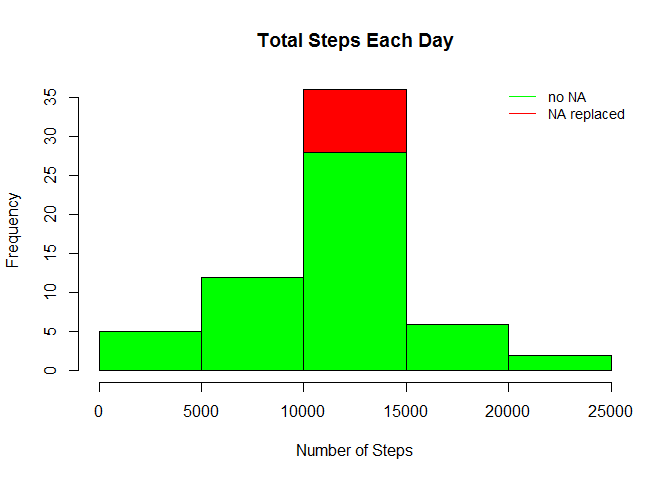 Total Steps Each Day
no NA
NA replaced
35
30
25
20
15
10
5
0
Frequency
0 5000 10000 15000 20000 25000
Number of Steps